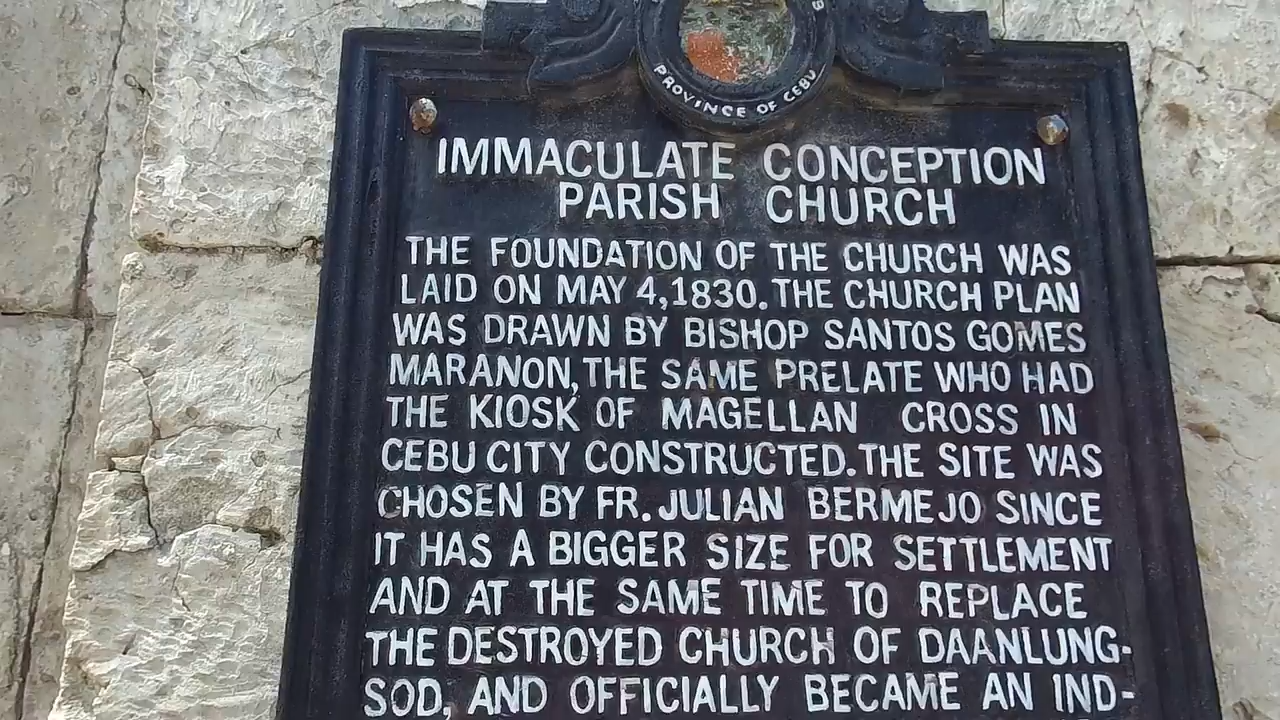 PROVINCE OF CEBU
IMMACULATE CONCEPTION
PARISH CHURCH
THE FOUNDATION OF THE CHURCH WAS
LAID ON MAY 4,1830. THE CHURCH PLAN
WAS DRAWN BY BISHOP SANTOS GOMES
MARANON, THE SAME PRELATE WHO HAD
THE KIOSK OF MAGELLAN CROSS IN
CEBU CITY CONSTRUCTED. THE SITE WAS
CHOSEN BY FR. JULIAN BERMEJO SINCE
IT HAS A BIGGER SIZE FOR SETTLEMENT
AND AT THE SAME TIME TO REPLACE
THE DESTROYED CHURCH OF DAANLUNG-
SOD, AND OFFICIALLY BECAME AN IND-